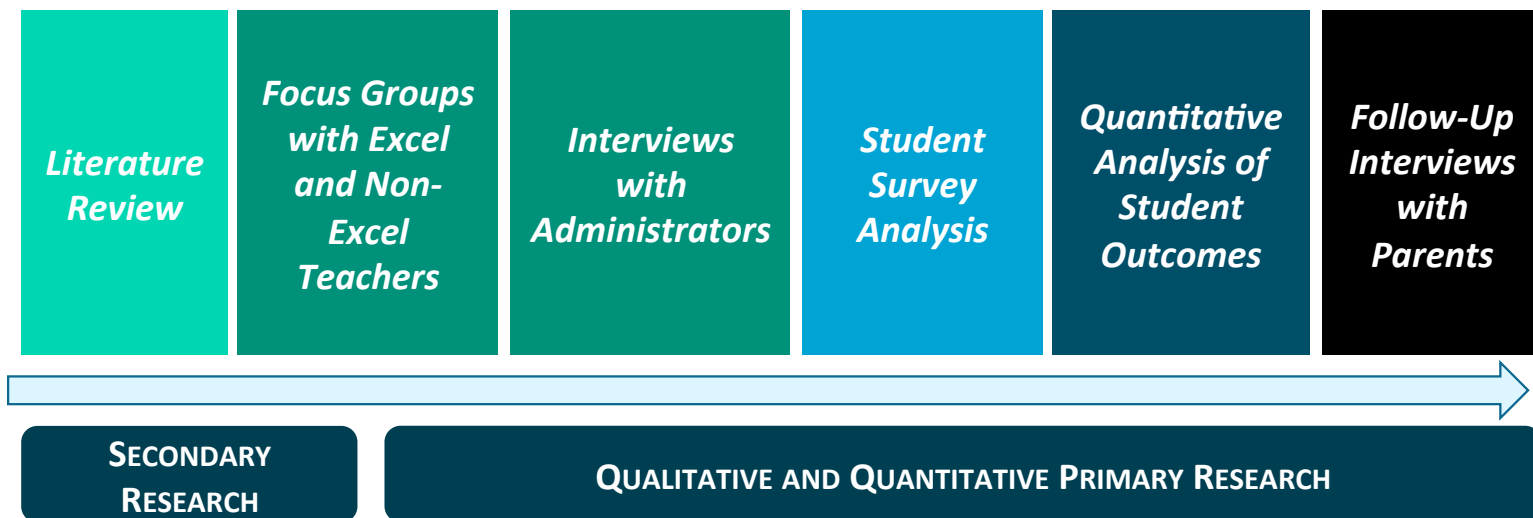 Literature
Review
Focus Groups
with Excel
and Non-
Excel
Teachers
Interviews
with
Administrators
Student
Survey
Analysis
Quantitative
Analysis of
Student
Outcomes
Follow-Up
Interviews
with
Parents
SECONDARY
RESEARCH
QUALITATIVE AND QUANTITATIVE PRIMARY RESEARCH